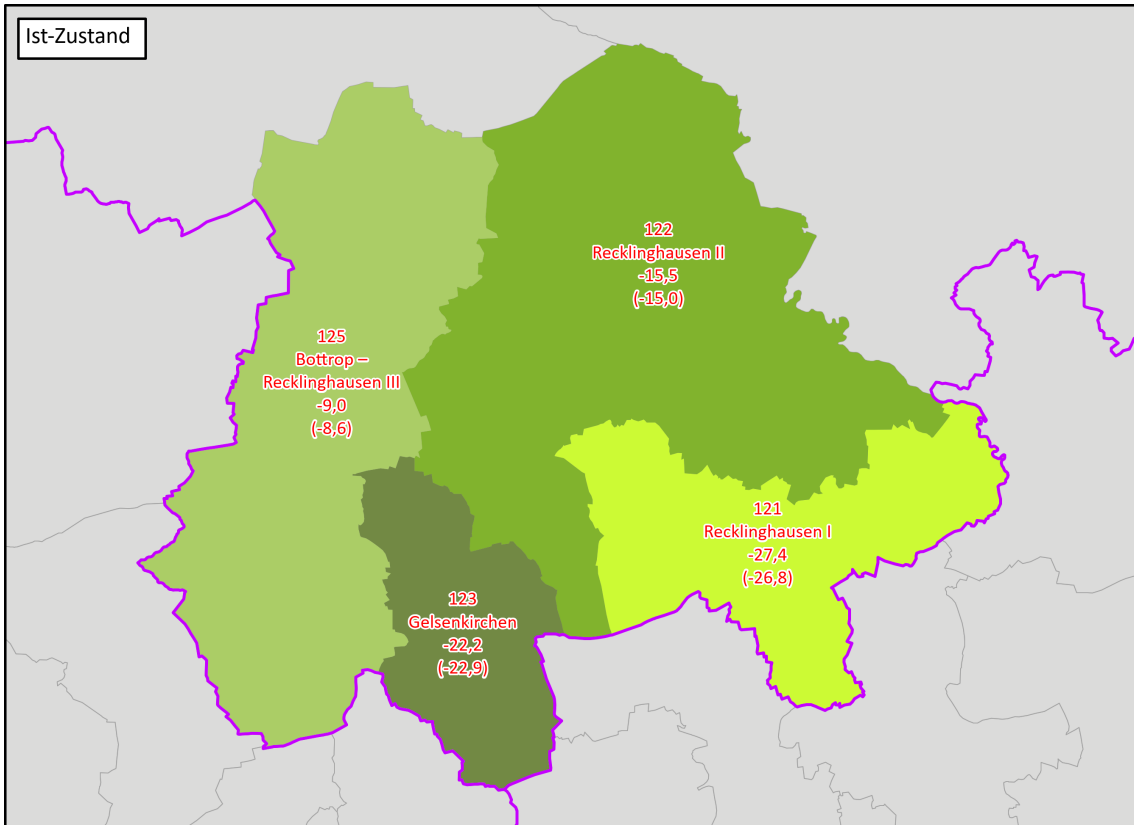 Ist-Zustand
122
Recklinghausen II
-15,5
(-15,0)
125
Bottrop –
Recklinghausen III
-9,0
(-8,6)
121
Recklinghausen I
-27,4
(-26,8)
123
Gelsenkirchen
-22,2
(-22,9)